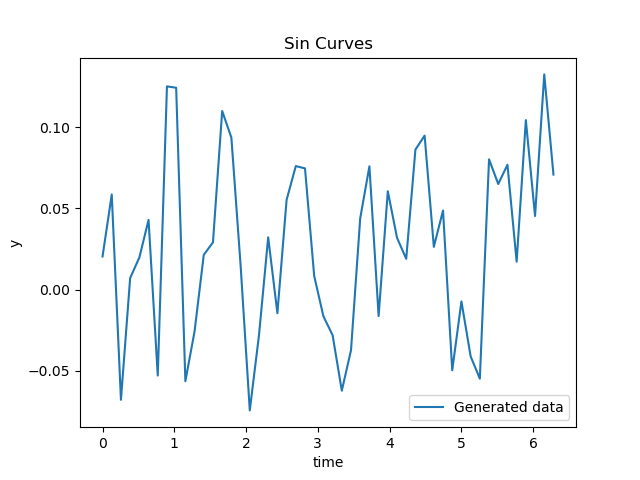 Sin Curves
0.10
0.05
0.00
−0.05
y
0 1 2 3 4 5 6
time
Generated data